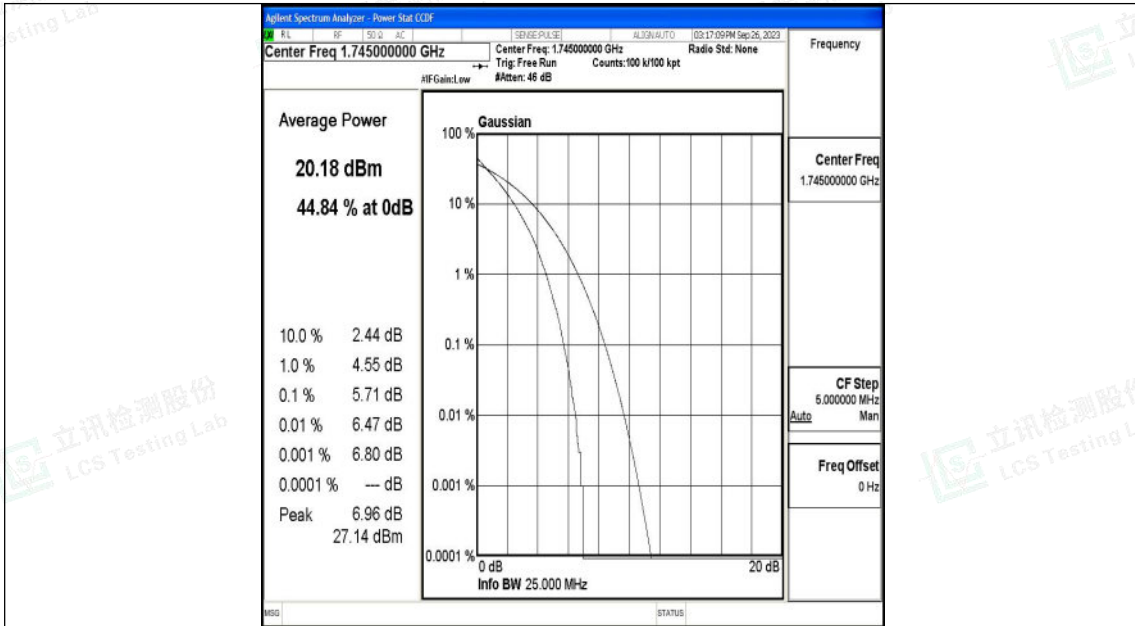 Agilent Spectrum Analyzer - Power Stat CCDF
RL RF 50 Ω AC SENSE:PULSE ALIGNAUTO 03:17:09 PM Sep 26, 2023
Center Freq 1.745000000 GHz
Center Freq: 1.745000000 GHz
Radio Std: None
Trig: Free Run Counts:100 k/100 kpt
#IFGain:Low #Atten: 46 dB
Frequency
Average Power
20.18 dBm
44.84 % at 0dB
10.0 % 2.44 dB
1.0 % 4.55 dB
0.1 % 5.71 dB
0.01 % 6.47 dB
0.001 % 6.80 dB
0.0001 % --- dB
Peak 6.96 dB
27.14 dBm
Gaussian
100 %
10 %
1 %
0.1 %
0.01 %
0.001 %
0.0001 %
0 dB 20 dB
Info BW 25.000 MHz
Center Freq
1.745000000 GHz
CF Step
5.000000 MHz
Auto Man
Freq Offset
0 Hz
MSG STATUS
立讯检测股份
LCS Testing Lab
立讯检测股份
LCS Testing L
sting Lab
立